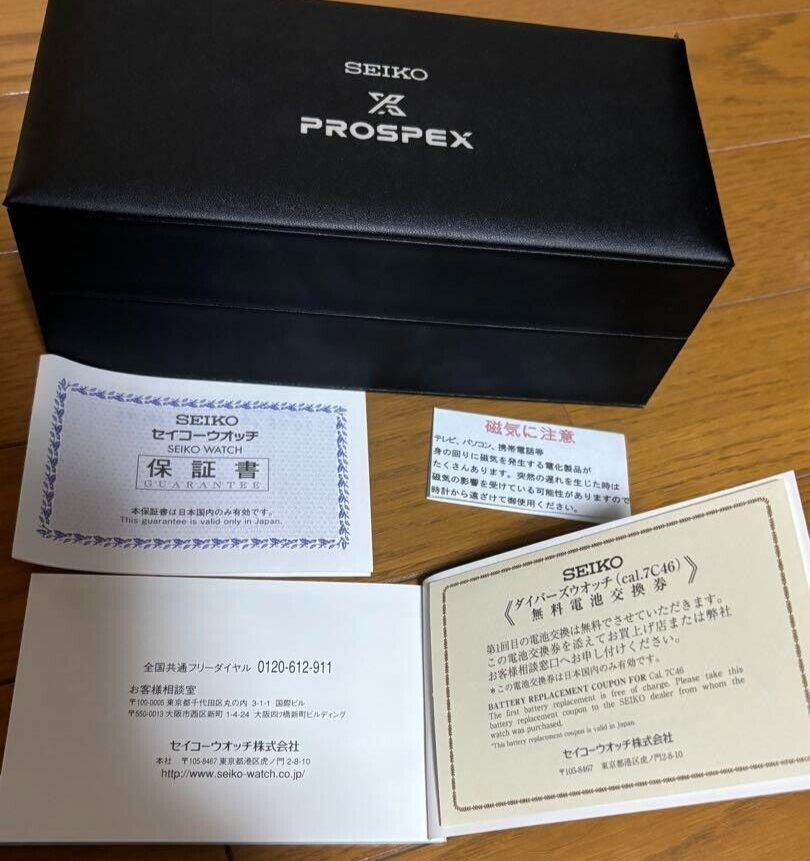 SEIKO
PROSPEX
SEIKO
セイコーウオッチ
SEIKO WATCH
保証書
GUARANTEE
本保証書は日本国内のみ有効です。
This guarantee is valid only in Japan.
磁気に注意
テレビ、パソコン、携帯電話等
身の回りに磁気を発生する電化製品が
たくさんあります。突然の遅れを生じた時は
磁気の影響を受けている可能性がありますので
時計から遠ざけて御使用ください。
全国共通フリーダイヤル 0120-612-911
お客様相談室
〒100-0005 東京都千代田区丸の内 3-1-1 国際ビル
〒550-0013 大阪市西区新町 1-4-24 大阪四ツ橋新町ビルディング
セイコーウオッチ株式会社
本社 〒105-8467 東京都港区虎ノ門 2-8-10
http://www.seiko-watch.co.jp/
SEIKO
《ダイバーズウオッチ(cal.7C46)
無料電池交換券》
第1回目の電池交換は無料でさせていただきます。
この電池交換券を添えてお買上げ店または弊社
お客様相談窓口へお申し付けください。
*この電池交換券は日本国内のみ有効です。
BATTERY REPLACEMENT COUPON FOR Cal. 7C46
The first battery replacement is free of charge. Please take this
battery replacement coupon to the SEIKO dealer from whom the
watch was purchased.
*This battery replacement coupon is valid in Japan.
セイコーウオッチ株式会社
〒105-8467 東京都港区虎ノ門 2-8-10